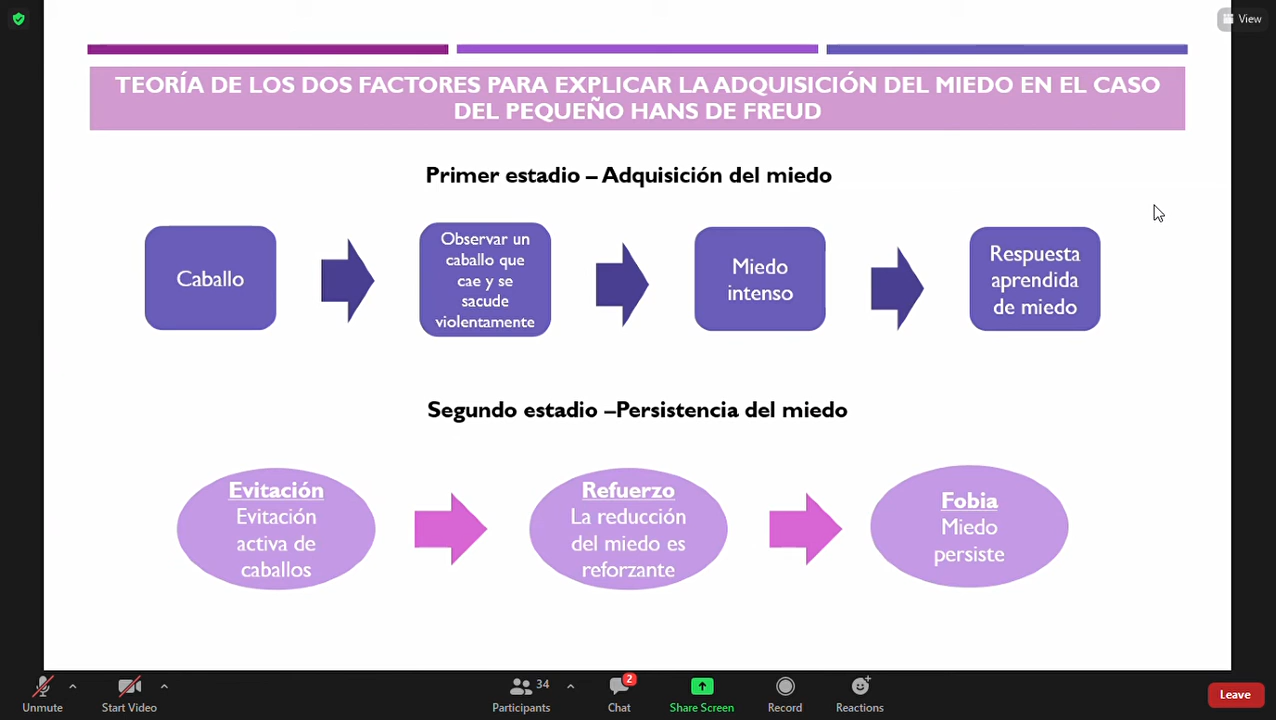 View
TEORÍA DE LOS DOS FACTORES PARA EXPLICAR LA ADQUISICIÓN DEL MIEDO EN EL CASO
DEL PEQUEÑO HANS DE FREUD
Primer estadio – Adquisición del miedo
Caballo
Observar un
caballo que
cae y se
sacude
violentamente
Miedo
intenso
Respuesta
aprendida
de miedo
Segundo estadio –Persistencia del miedo
Evitación
Evitación
activa de
caballos
Refuerzo
La reducción
del miedo es
reforzante
Fobia
Miedo
persiste
Unmute
Start Video
34
Participants
2
Chat
Share Screen
Record
Reactions
Leave